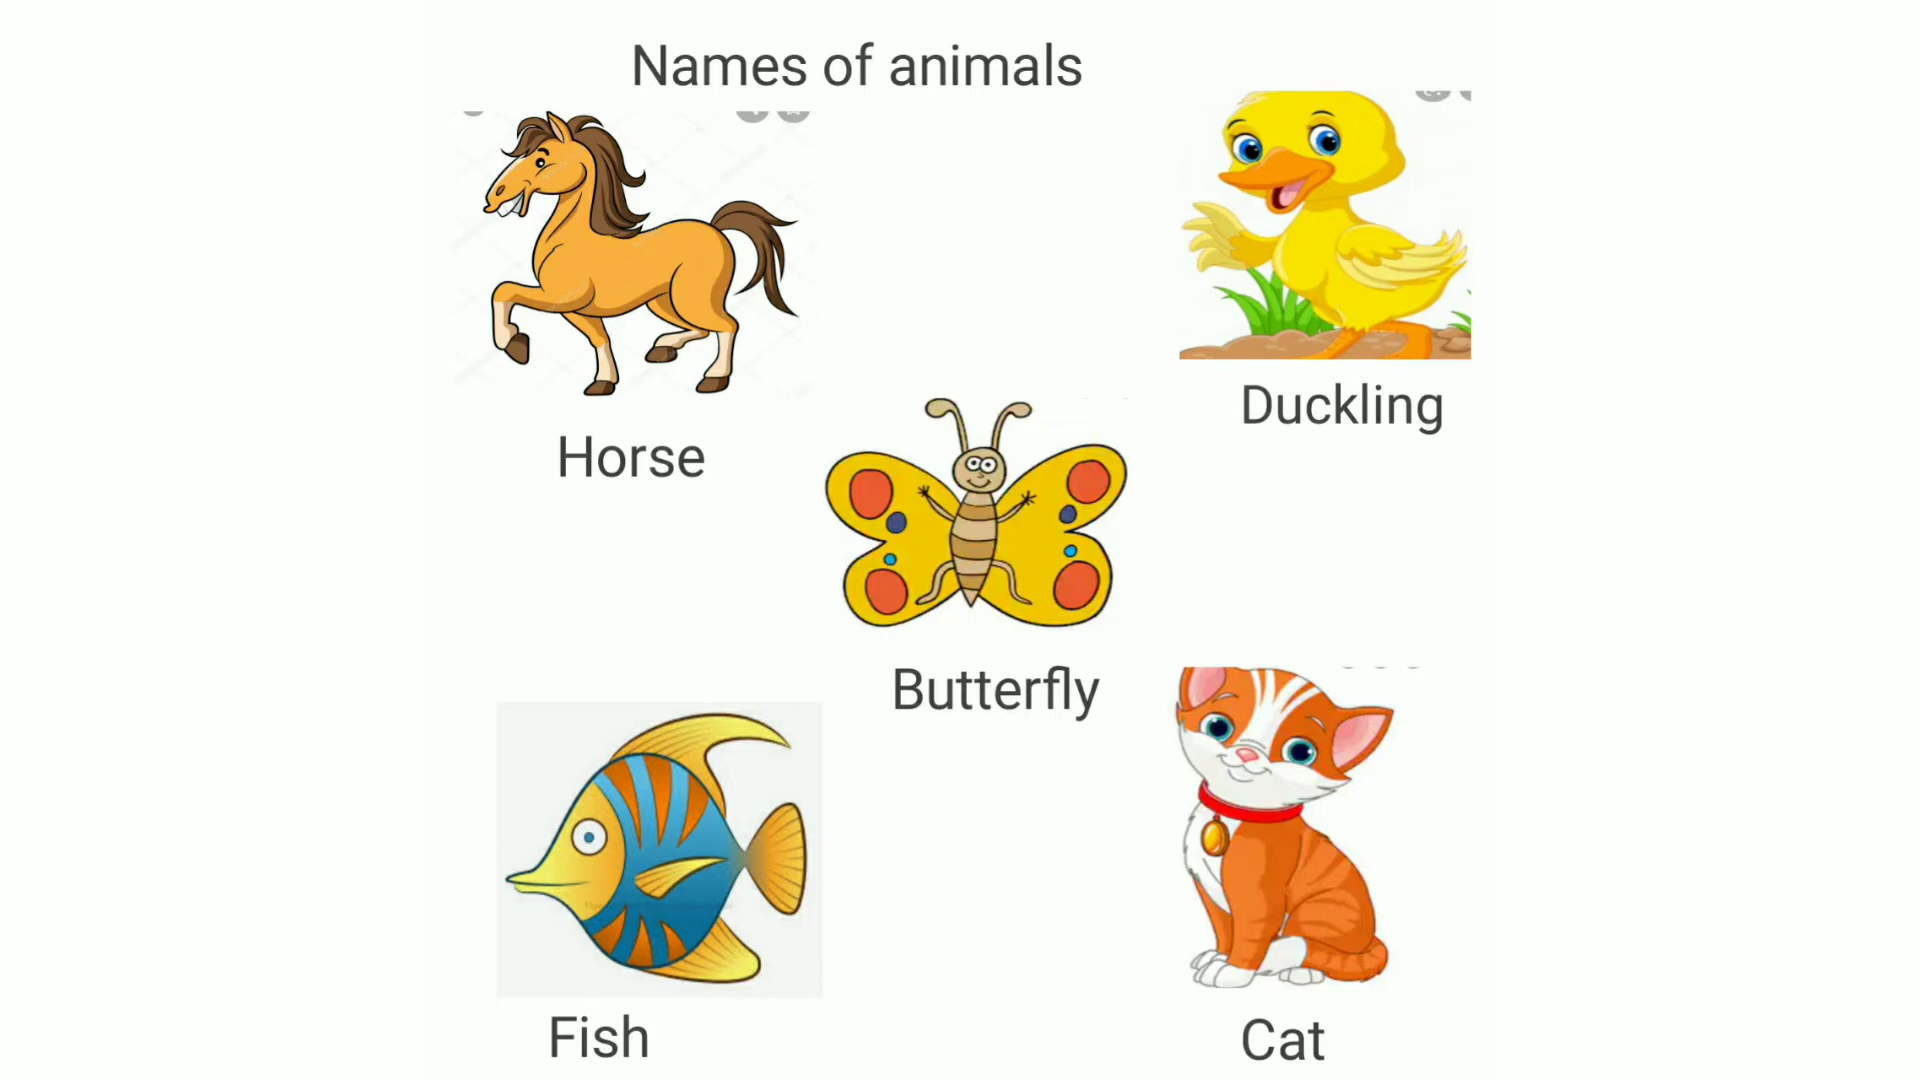 Names of animals
Horse
Duckling
Butterfly
Fish
Cat